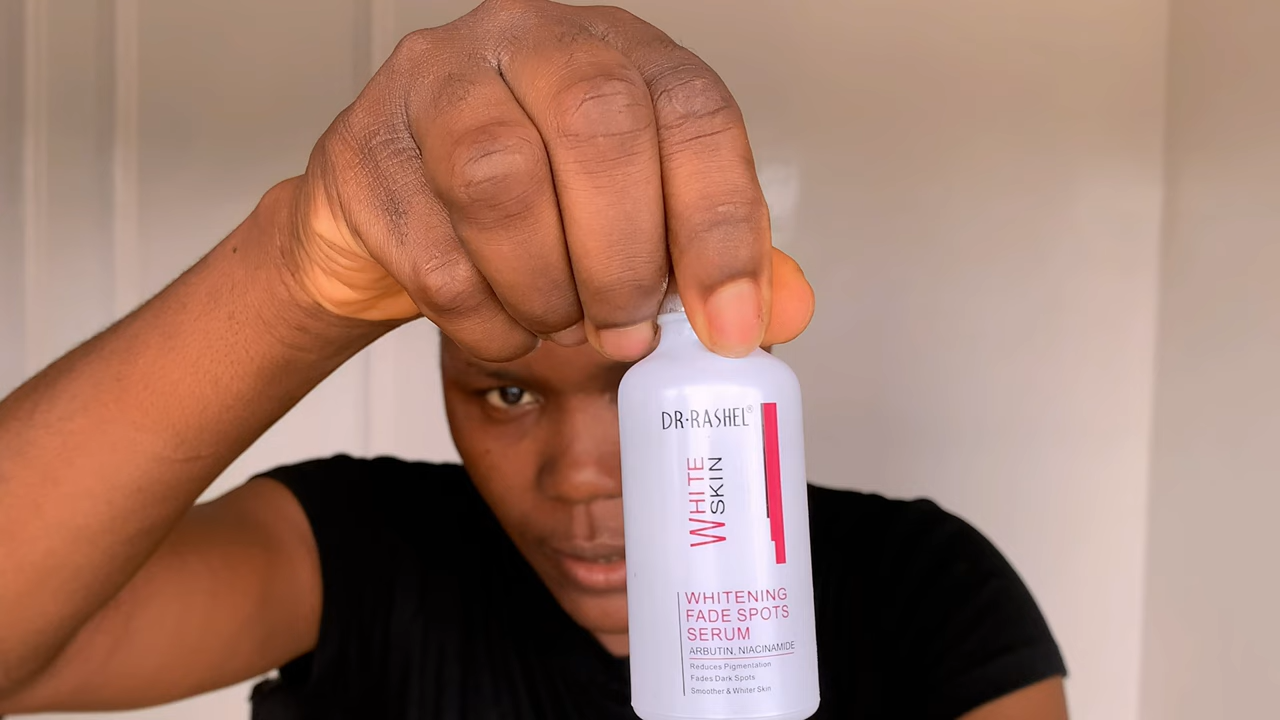 DR·RASHEL®
WHITE
SKIN
WHITENING
FADE SPOTS
SERUM
ARBUTIN, NIACINAMIDE
Reduces Pigmentation
Fades Dark Spots
Smoother & Whiter Skin